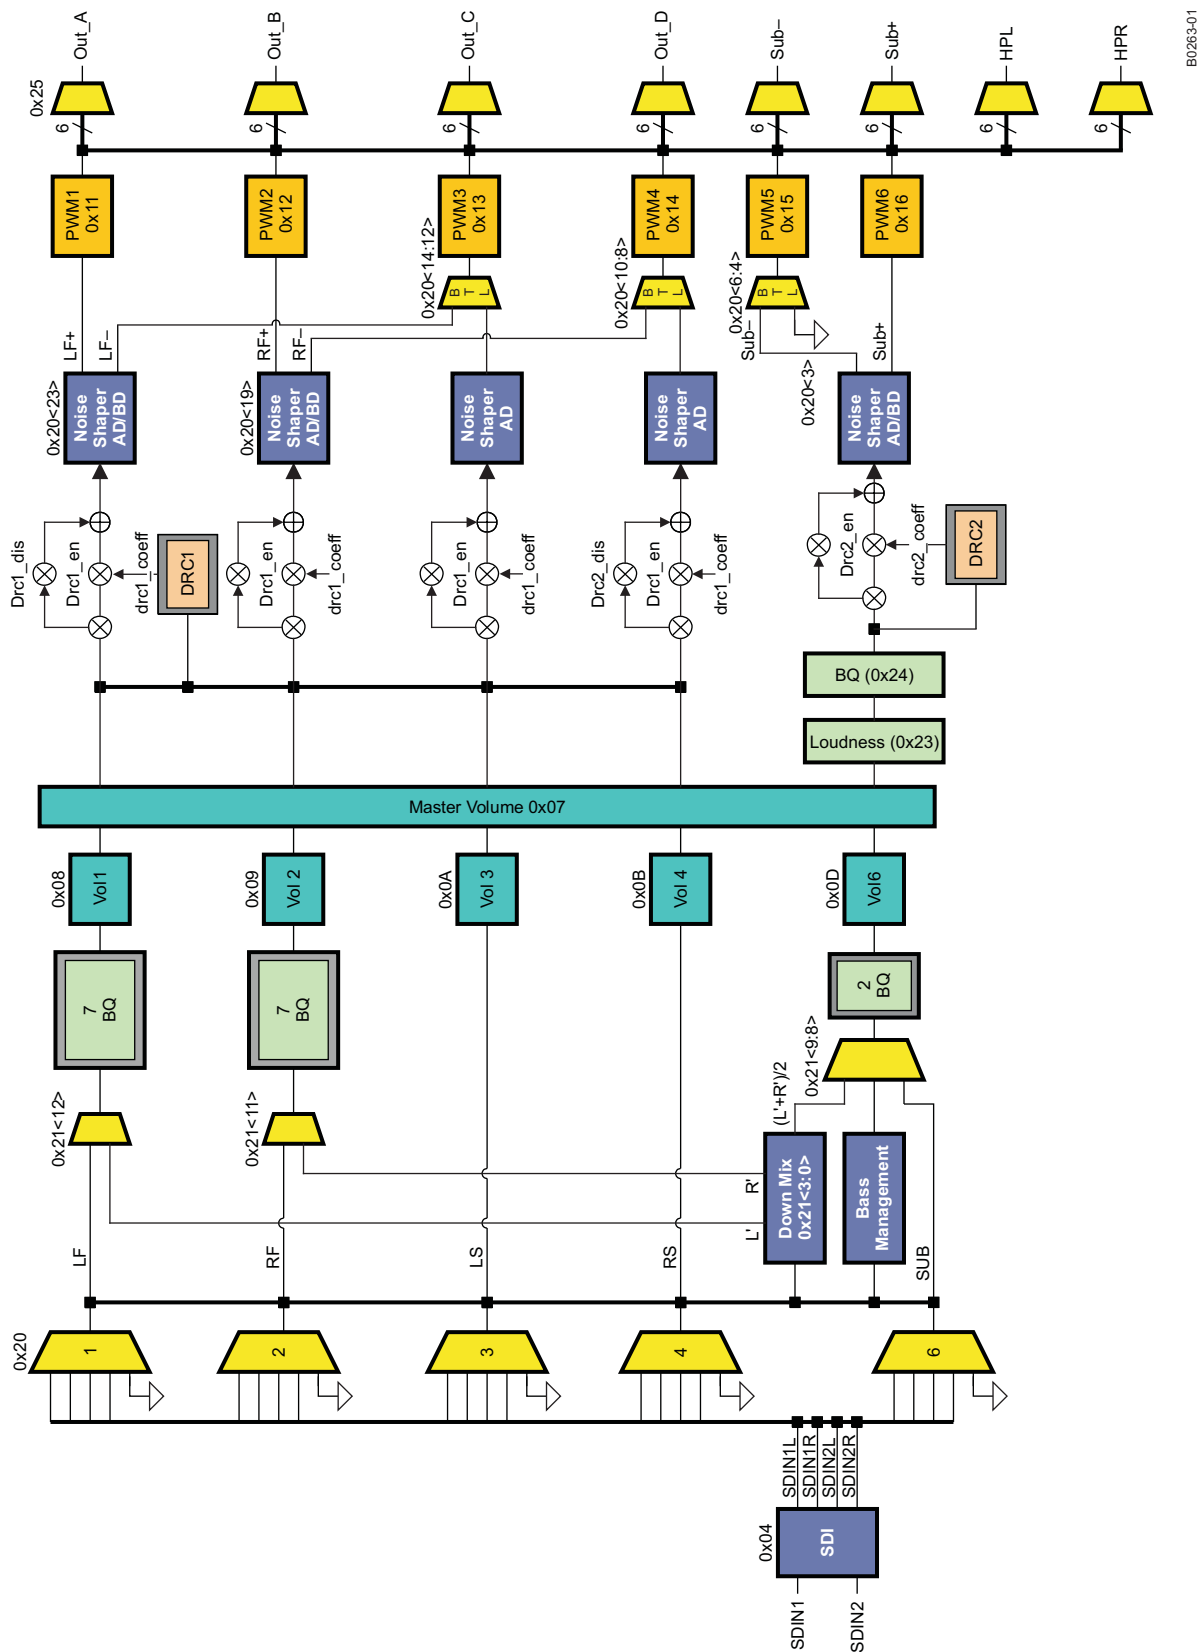 0x20
0x25
1
LF
0x21<12>
7
BQ
0x08
Vol1
Drc1_dis
Drc1_en
drc1_coeff
DRC1
0x20<23>
Noise
Shaper
AD/BD
LF+
LF–
PWM1
0x11
6
Out_A
2
RF
0x21<11>
7
BQ
0x09
Vol 2
Drc1_en
drc1_coeff
0x20<19>
Noise
Shaper
AD/BD
RF+
RF–
PWM2
0x12
6
Out_B
3
LS
0x0A
Vol 3
Drc1_en
drc1_coeff
Noise
Shaper
AD
0x20<14:12>
B
T
L
PWM3
0x13
6
Out_C
4
RS
0x0B
Vol 4
Master Volume 0x07
Drc2_dis
Drc1_en
drc1_coeff
Noise
Shaper
AD
0x20<10:8>
B
T
L
PWM4
0x14
6
Out_D
0x04
SDIN1
SDIN2
SDI
SDIN1L
SDIN1R
SDIN2L
SDIN2R
L'
R'
Down Mix
0x21<3:0>
(L'+R')/2
Bass
Management
6
SUB
0x21<9:8>
2
BQ
0x0D
Vol6
Loudness (0x23)
BQ (0x24)
Drc2_en
drc2_coeff
DRC2
0x20<3>
Noise
Shaper
AD/BD
Sub–
Sub+
0x20<6:4>
B
T
L
PWM5
0x15
6
Sub–
PWM6
0x16
6
Sub+
6
HPL
6
HPR
B0263-01